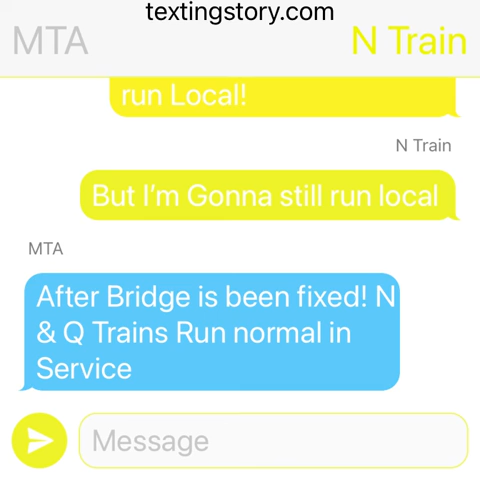 textingstory.com
MTA
N Train
run Local!
N Train
But I’m Gonna still run local
MTA
After Bridge is been fixed! N
& Q Trains Run normal in
Service
Message